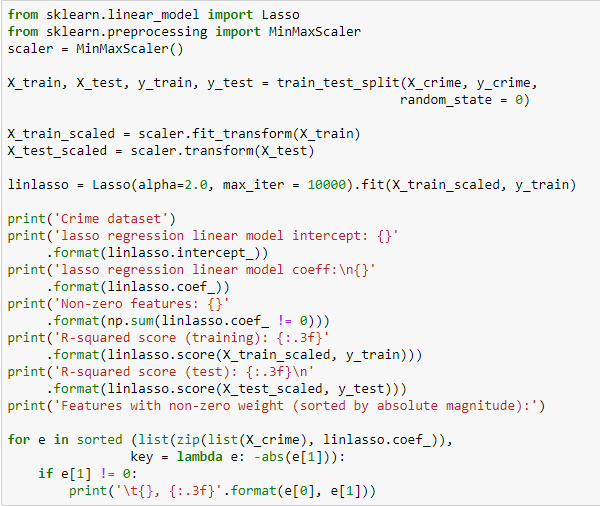 from sklearn.linear_model import Lasso
from sklearn.preprocessing import MinMaxScaler
scaler = MinMaxScaler()

X_train, X_test, y_train, y_test = train_test_split(X_crime, y_crime,
                                                   random_state = 0)

X_train_scaled = scaler.fit_transform(X_train)
X_test_scaled = scaler.transform(X_test)

linlasso = Lasso(alpha=2.0, max_iter = 10000).fit(X_train_scaled, y_train)

print('Crime dataset')
print('lasso regression linear model intercept: {}'
     .format(linlasso.intercept_))
print('lasso regression linear model coeff:\n{}'
     .format(linlasso.coef_))
print('Non-zero features: {}'
     .format(np.sum(linlasso.coef_ != 0)))
print('R-squared score (training): {:.3f}'
     .format(linlasso.score(X_train_scaled, y_train)))
print('R-squared score (test): {:.3f}\n'
     .format(linlasso.score(X_test_scaled, y_test)))
print('Features with non-zero weight (sorted by absolute magnitude):')

for e in sorted (list(zip(list(X_crime), linlasso.coef_)),
                key = lambda e: -abs(e[1])):
    if e[1] != 0:
        print('\t{}, {:.3f}'.format(e[0], e[1]))